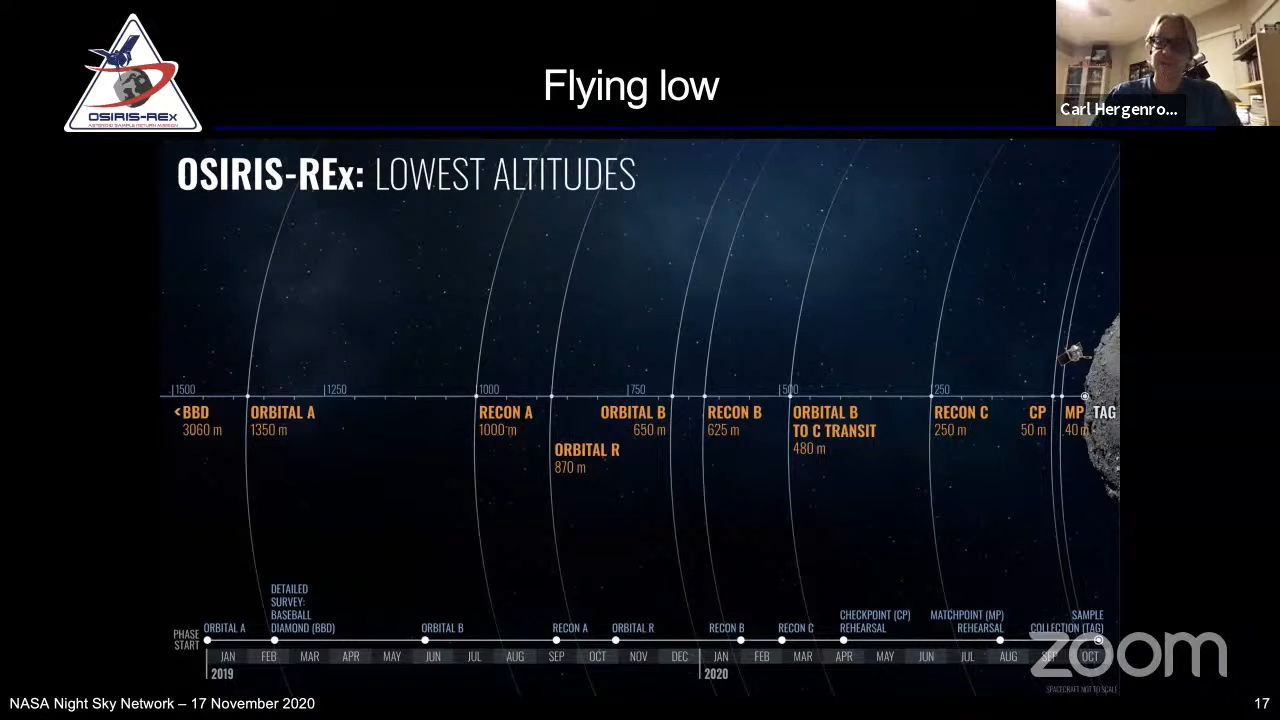 OSIRIS-REx
ASTEROID SAMPLE RETURN MISSION
Flying low
Carl Hergenro...
OSIRIS-REx: LOWEST ALTITUDES
1500 1250 1000 750 500 250
<BBD
3060 m
ORBITAL A
1350 m
RECON A
1000 m
ORBITAL R
870 m
ORBITAL B
650 m
RECON B
625 m
ORBITAL B
TO C TRANSIT
480 m
RECON C
250 m
CP
50 m
MP
40 m
TAG
PHASE
START
ORBITAL A
DETAILED
SURVEY:
BASEBALL
DIAMOND (BBD)
ORBITAL B
RECON A
ORBITAL R
RECON B
RECON C
CHECKPOINT (CP)
REHEARSAL
MATCHPOINT (MP)
REHEARSAL
SAMPLE
COLLECTION (TAG)
JAN FEB MAR APR MAY JUN JUL AUG SEP OCT NOV DEC JAN FEB MAR APR MAY JUN JUL AUG SEP OCT
2019 2020
SPACECRAFT NOT TO SCALE
zoom
NASA Night Sky Network – 17 November 2020
17